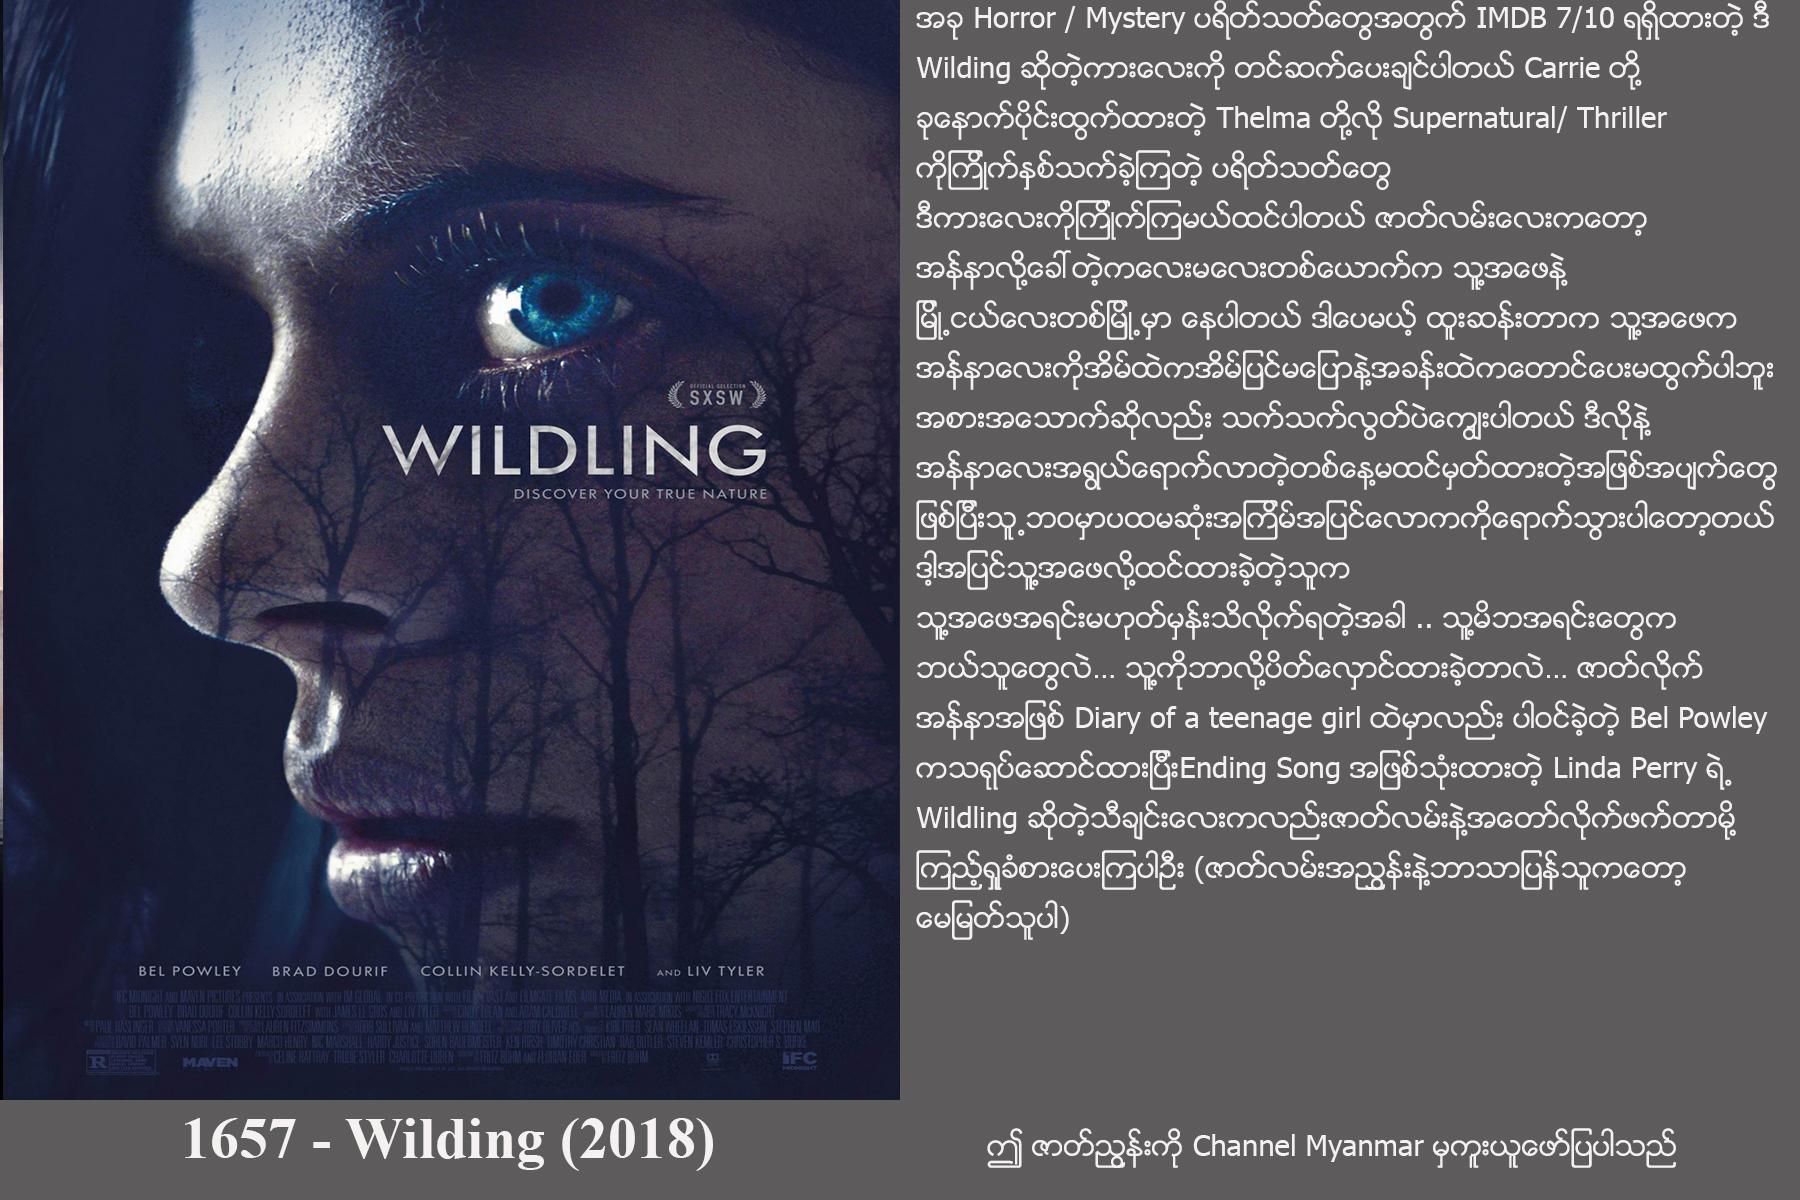 OFFICIAL SELECTION
SXSW
WILDLING
DISCOVER YOUR TRUE NATURE
BEL POWLEY BRAD DOURIF COLLIN KELLY-SORDELET AND LIV TYLER
R
MAVEN
IFC
MIDNIGHT
1657 - Wilding (2018)
အခု Horror / Mystery ပရိတ်သတ်တွေအတွက် IMDB 7/10 ရရှိထားတဲ့ ဒီ
Wilding ဆိုတဲ့ကားလေးကို တင်ဆက်ပေးချင်ပါတယ် Carrie တို့
ခုနောက်ပိုင်းထွက်ထားတဲ့ Thelma တို့လို Supernatural/ Thriller
ကိုကြိုက်နှစ်သက်ခဲ့ကြတဲ့ ပရိတ်သတ်တွေ
ဒီကားလေးကိုကြိုက်ကြမယ်ထင်ပါတယ် ဇာတ်လမ်းလေးကတော့
အန်နာလို့ခေါ်တဲ့ကလေးမလေးတစ်ယောက်က သူ့အဖေနဲ့
မြို့ငယ်လေးတစ်မြို့မှာ နေပါတယ် ဒါပေမယ့် ထူးဆန်းတာက သူ့အဖေက
အန်နာလေးကိုအိမ်ထဲကအိမ်ပြင်မပြောနဲ့အခန်းထဲကတောင်ပေးမထွက်ပါဘူး
အစားအသောက်ဆိုလည်း သက်သက်လွတ်ပဲကျွေးပါတယ် ဒီလိုနဲ့
အန်နာလေးအရွယ်ရောက်လာတဲ့တစ်နေ့မထင်မှတ်ထားတဲ့အဖြစ်အပျက်တွေ
ဖြစ်ပြီးသူ့ဘဝမှာပထမဆုံးအကြိမ်အပြင်လောကကိုရောက်သွားပါတော့တယ်
ဒါ့အပြင်သူ့အဖေလို့ထင်ထားခဲ့တဲ့သူက
သူ့အဖေအရင်းမဟုတ်မှန်းသိလိုက်ရတဲ့အခါ .. သူ့မိဘအရင်းတွေက
ဘယ်သူတွေလဲ... သူ့ကိုဘာလို့ပိတ်လှောင်ထားခဲ့တာလဲ... ဇာတ်လိုက်
အန်နာအဖြစ် Diary of a teenage girl ထဲမှာလည်း ပါဝင်ခဲ့တဲ့ Bel Powley
ကသရုပ်ဆောင်ထားပြီးEnding Song အဖြစ်သုံးထားတဲ့ Linda Perry ရဲ့
Wildling ဆိုတဲ့သီချင်းလေးကလည်းဇာတ်လမ်းနဲ့အတော်လိုက်ဖက်တာမို့
ကြည့်ရှုခံစားပေးကြပါဦး (ဇာတ်လမ်းအညွှန်းနဲ့ဘာသာပြန်သူကတော့
မေမြတ်သူပါ)
ဤ ဇာတ်ညွှန်းကို Channel Myanmar မှကူးယူဖော်ပြပါသည်